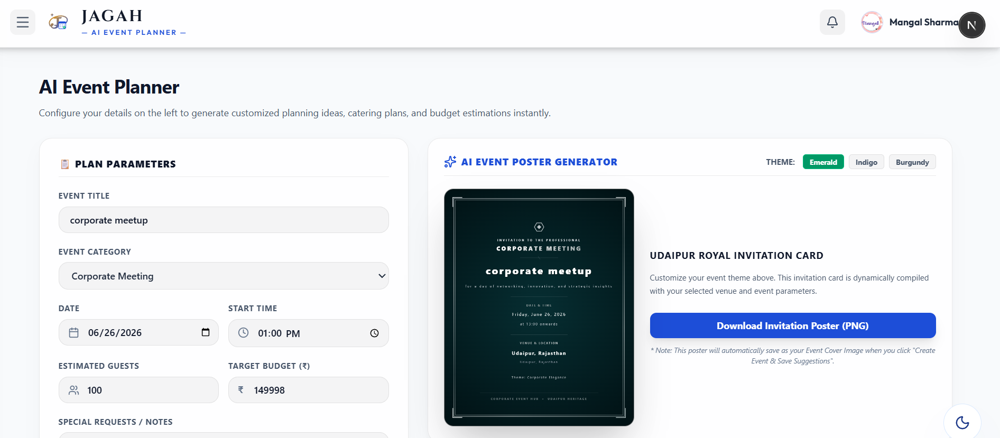 JAGAH
— AI EVENT PLANNER —
Mangal
Mangal Sharma
N
AI Event Planner
Configure your details on the left to generate customized planning ideas, catering plans, and budget estimations instantly.
PLAN PARAMETERS
EVENT TITLE
corporate meetup
EVENT CATEGORY
Corporate Meeting
DATE
START TIME
06/26/2026
01:00 PM
ESTIMATED GUESTS
TARGET BUDGET (₹)
100
₹ 149998
SPECIAL REQUESTS / NOTES
AI EVENT POSTER GENERATOR
THEME: Emerald Indigo Burgundy
INVITATION TO THE PROFESSIONAL
CORPORATE MEETING
corporate meetup
for a day of networking, innovation, and strategic insights
DATE & TIME
Friday, June 26, 2026
at 13:00 onwards
VENUE & LOCATION
Udaipur, Rajasthan
Udaipur, Rajasthan
Theme: Corporate Elegance
CORPORATE EVENT HUB • UDAIPUR HERITAGE
UDAIPUR ROYAL INVITATION CARD
Customize your event theme above. This invitation card is dynamically compiled
with your selected venue and event parameters.
Download Invitation Poster (PNG)
* Note: This poster will automatically save as your Event Cover Image when you click "Create
Event & Save Suggestions".